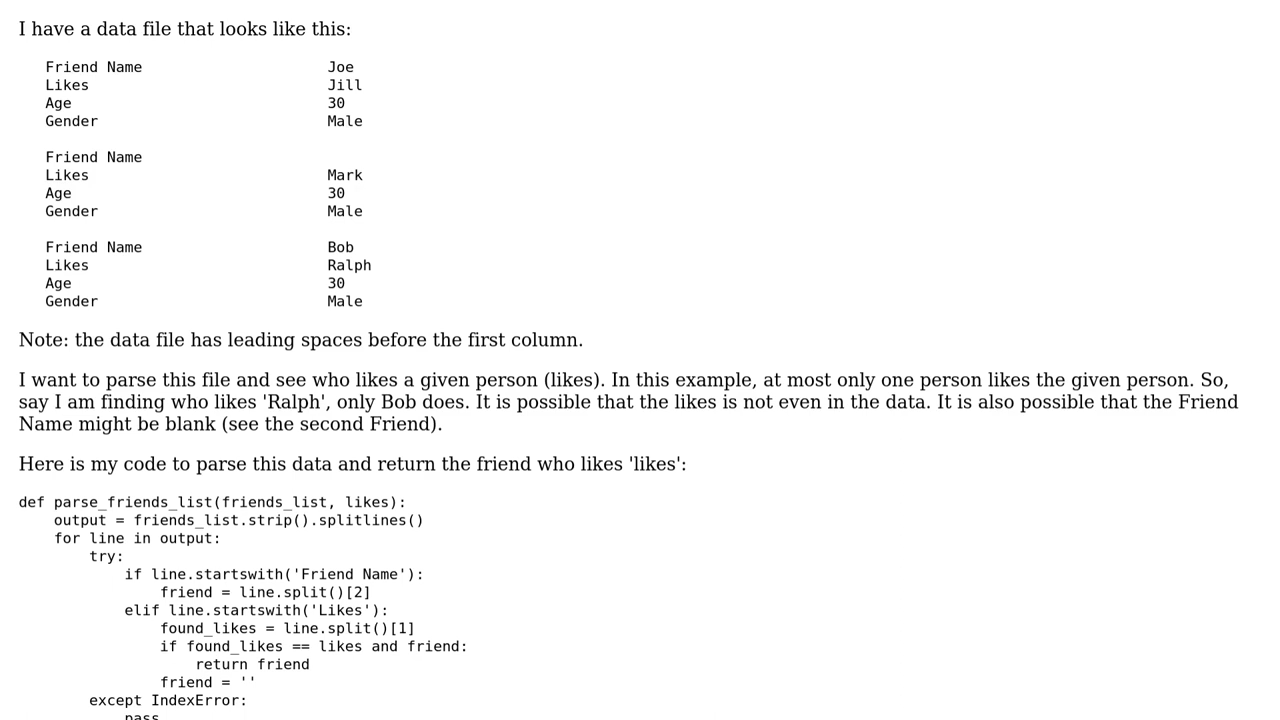 I have a data file that looks like this:
Friend Name                     Joe
Likes                           Jill
Age                             30
Gender                          Male
Friend Name
Likes                           Mark
Age                             30
Gender                          Male
Friend Name                     Bob
Likes                           Ralph
Age                             30
Gender                          Male
Note: the data file has leading spaces before the first column.
I want to parse this file and see who likes a given person (likes). In this example, at most only one person likes the given person. So,
say I am finding who likes 'Ralph', only Bob does. It is possible that the likes is not even in the data. It is also possible that the Friend
Name might be blank (see the second Friend).
Here is my code to parse this data and return the friend who likes 'likes':
def parse_friends_list(friends_list, likes):
    output = friends_list.strip().splitlines()
    for line in output:
        try:
            if line.startswith('Friend Name'):
                friend = line.split()[2]
            elif line.startswith('Likes'):
                found_likes = line.split()[1]
                if found_likes == likes and friend:
                    return friend
                friend = ''
        except IndexError:
            pass